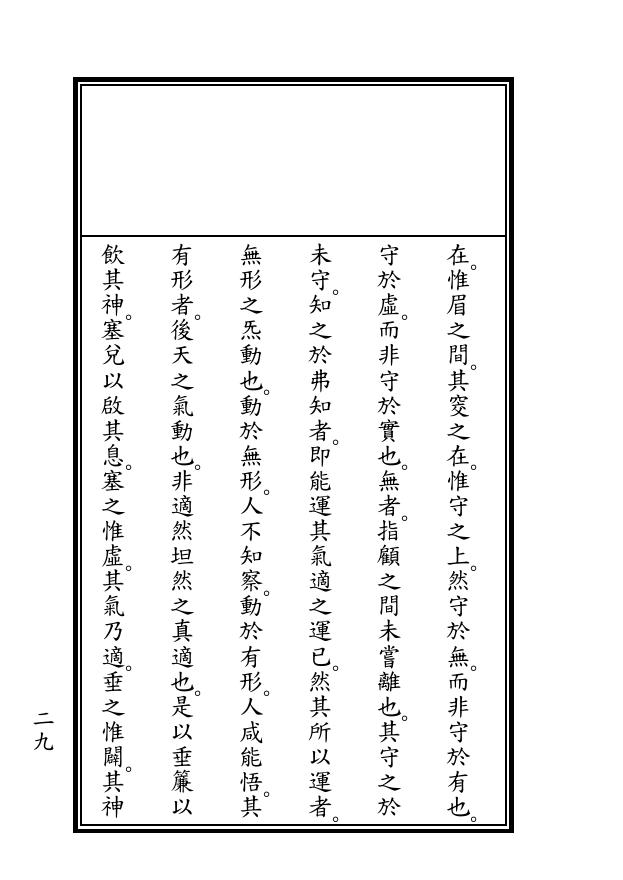 在。惟眉之間。其窔之在。惟守之上。然守於無。而非守於有也。
守於虛。而非守於實也。無者。指顧之間未嘗離也。其守之於
未守。知之於弗知者。即能運其氣適之運已。然其所以運者。
無形之炁動也。動於無形。人不知察。動於有形。人咸能悟。其
有形者。後天之氣動也。非適然坦然之真適也。是以垂簾以
飲其神。塞兌以啟其息。塞之惟虛。其氣乃適。垂之惟闢。其神
二九